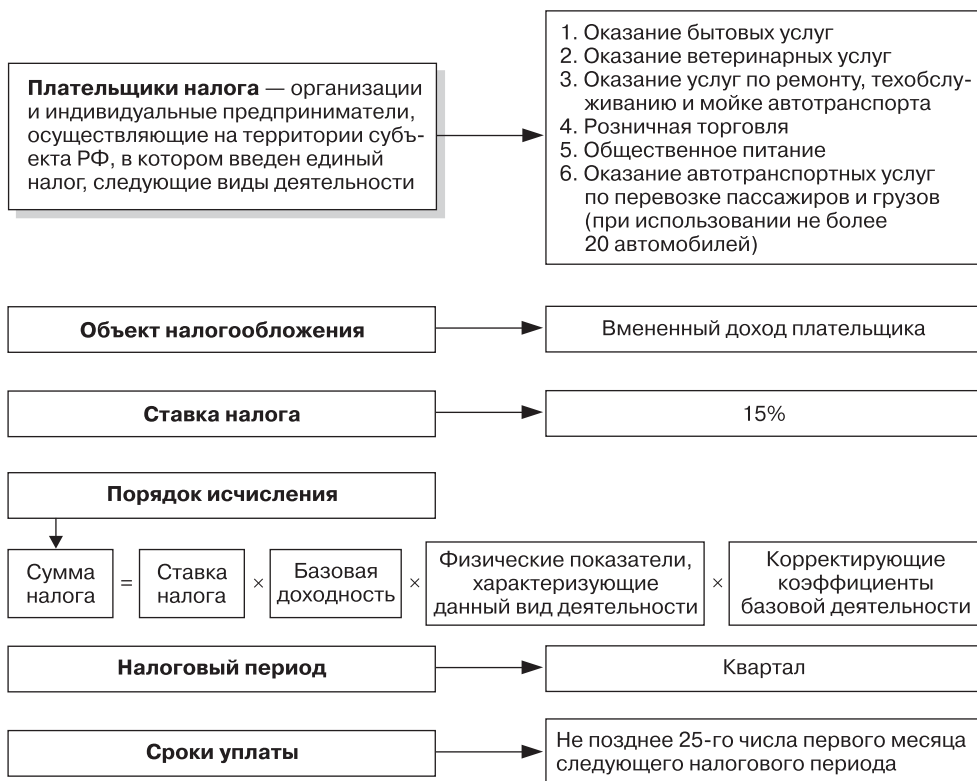 Плательщики налога — организации
и индивидуальные предприниматели,
осуществляющие на территории субъ-
екта РФ, в котором введен единый
налог, следующие виды деятельности
1. Оказание бытовых услуг
2. Оказание ветеринарных услуг
3. Оказание услуг по ремонту, техобслу-
живанию и мойке автотранспорта
4. Розничная торговля
5. Общественное питание
6. Оказание автотранспортных услуг
по перевозке пассажиров и грузов
(при использовании не более
20 автомобилей)
Объект налогообложения
Вмененный доход плательщика
Ставка налога
15%
Порядок исчисления
Сумма
налога
=
Ставка
налога
×
Базовая
доходность
×
Физические показатели,
характеризующие
данный вид деятельности
×
Корректирующие
коэффициенты
базовой деятельности
Налоговый период
Квартал
Сроки уплаты
Не позднее 25-го числа первого месяца
следующего налогового периода